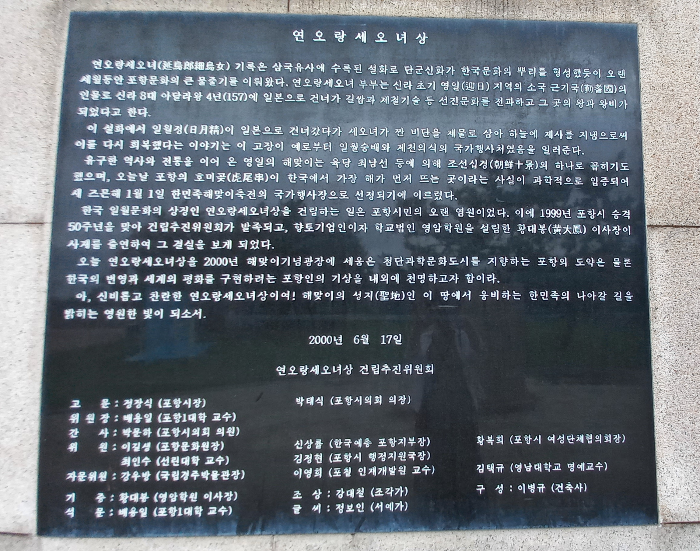 연오랑세오녀상
연오랑세오녀(延烏郎細烏女) 기록은 삼국유사에 수록된 설화로 단군신화가 한국문화의 뿌리를 형성했듯이 오랜
세월동안 포항문화의 큰 물줄기를 이뤄왔다. 연오랑세오녀 부부는 신라 초기 영일(迎日) 지역의 소국 근기국(勤耆國)의
인물로 신라 8대 아달라왕 4년(157)에 일본으로 건너가 길쌈과 제철기술 등 선진문화를 전파하고 그 곳의 왕과 왕비가
되었다고 한다.
이 설화에서 일월정(日月精)이 일본으로 건너갔다가 세오녀가 짠 비단을 제물로 삼아 하늘에 제사를 지냄으로써
이를 다시 회복했다는 이야기는 이 고장이 예로부터 일월숭배와 제천의식의 국가행사처였음을 일러준다.
유구한 역사와 전통을 이어 온 영일의 해맞이는 육당 최남선 등에 의해 조선십경(朝鮮十景)의 하나로 꼽히기도
했으며, 오늘날 포항의 호미곶(虎尾串)이 한국에서 가장 해가 먼저 뜨는 곳이라는 사실이 과학적으로 입증되어
새 즈믄해 1월 1일 한민족해맞이축전의 국가행사장으로 선정되기에 이르렀다.
한국 일월문화의 상징인 연오랑세오녀상을 건립하는 일은 포항시민의 오랜 염원이었다. 이에 1999년 포항시 승격
50주년을 맞아 건립추진위원회가 발족되고, 향토기업인이자 학교법인 영암학원을 설립한 황대봉(黃大鳳) 이사장이
사재를 출연하여 그 결실을 보게 되었다.
오늘 연오랑세오녀상을 2000년 해맞이기념광장에 세움은 첨단과학문화도시를 지향하는 포항의 도약은 물론
한국의 번영과 세계의 평화를 구현하려는 포항인의 기상을 내외에 천명하고자 함이라.
아, 신비롭고 찬란한 연오랑세오녀상이여! 해맞이의 성지(聖地)인 이 땅에서 웅비하는 한민족의 나아갈 길을
밝히는 영원한 빛이 되소서.
2000년 6월 17일
연오랑세오녀상 건립추진위원회
고 문 : 정장식 (포항시장) 박태식 (포항시의회 의장)
위 원 장 : 배용일 (포항1대학 교수)
간 사 : 박문하 (포항시의회 의원)
위 원 : 이길성 (포항문화원장) 신상률 (한국예총 포항지부장) 황복희 (포항시 여성단체협의회장)
최인수 (선린대학 교수) 김정현 (포항시 행정지원국장)
자문위원 : 강우방 (국립경주박물관장) 이영희 (포철 인재개발원 교수) 김택규 (영남대학교 명예교수)
기 증 : 황대봉 (영암학원 이사장) 조 상 : 강대철 (조각가) 구 성 : 이병규 (건축사)
석 문 : 배용일 (포항1대학 교수) 글 씨 : 정보인 (서예가)